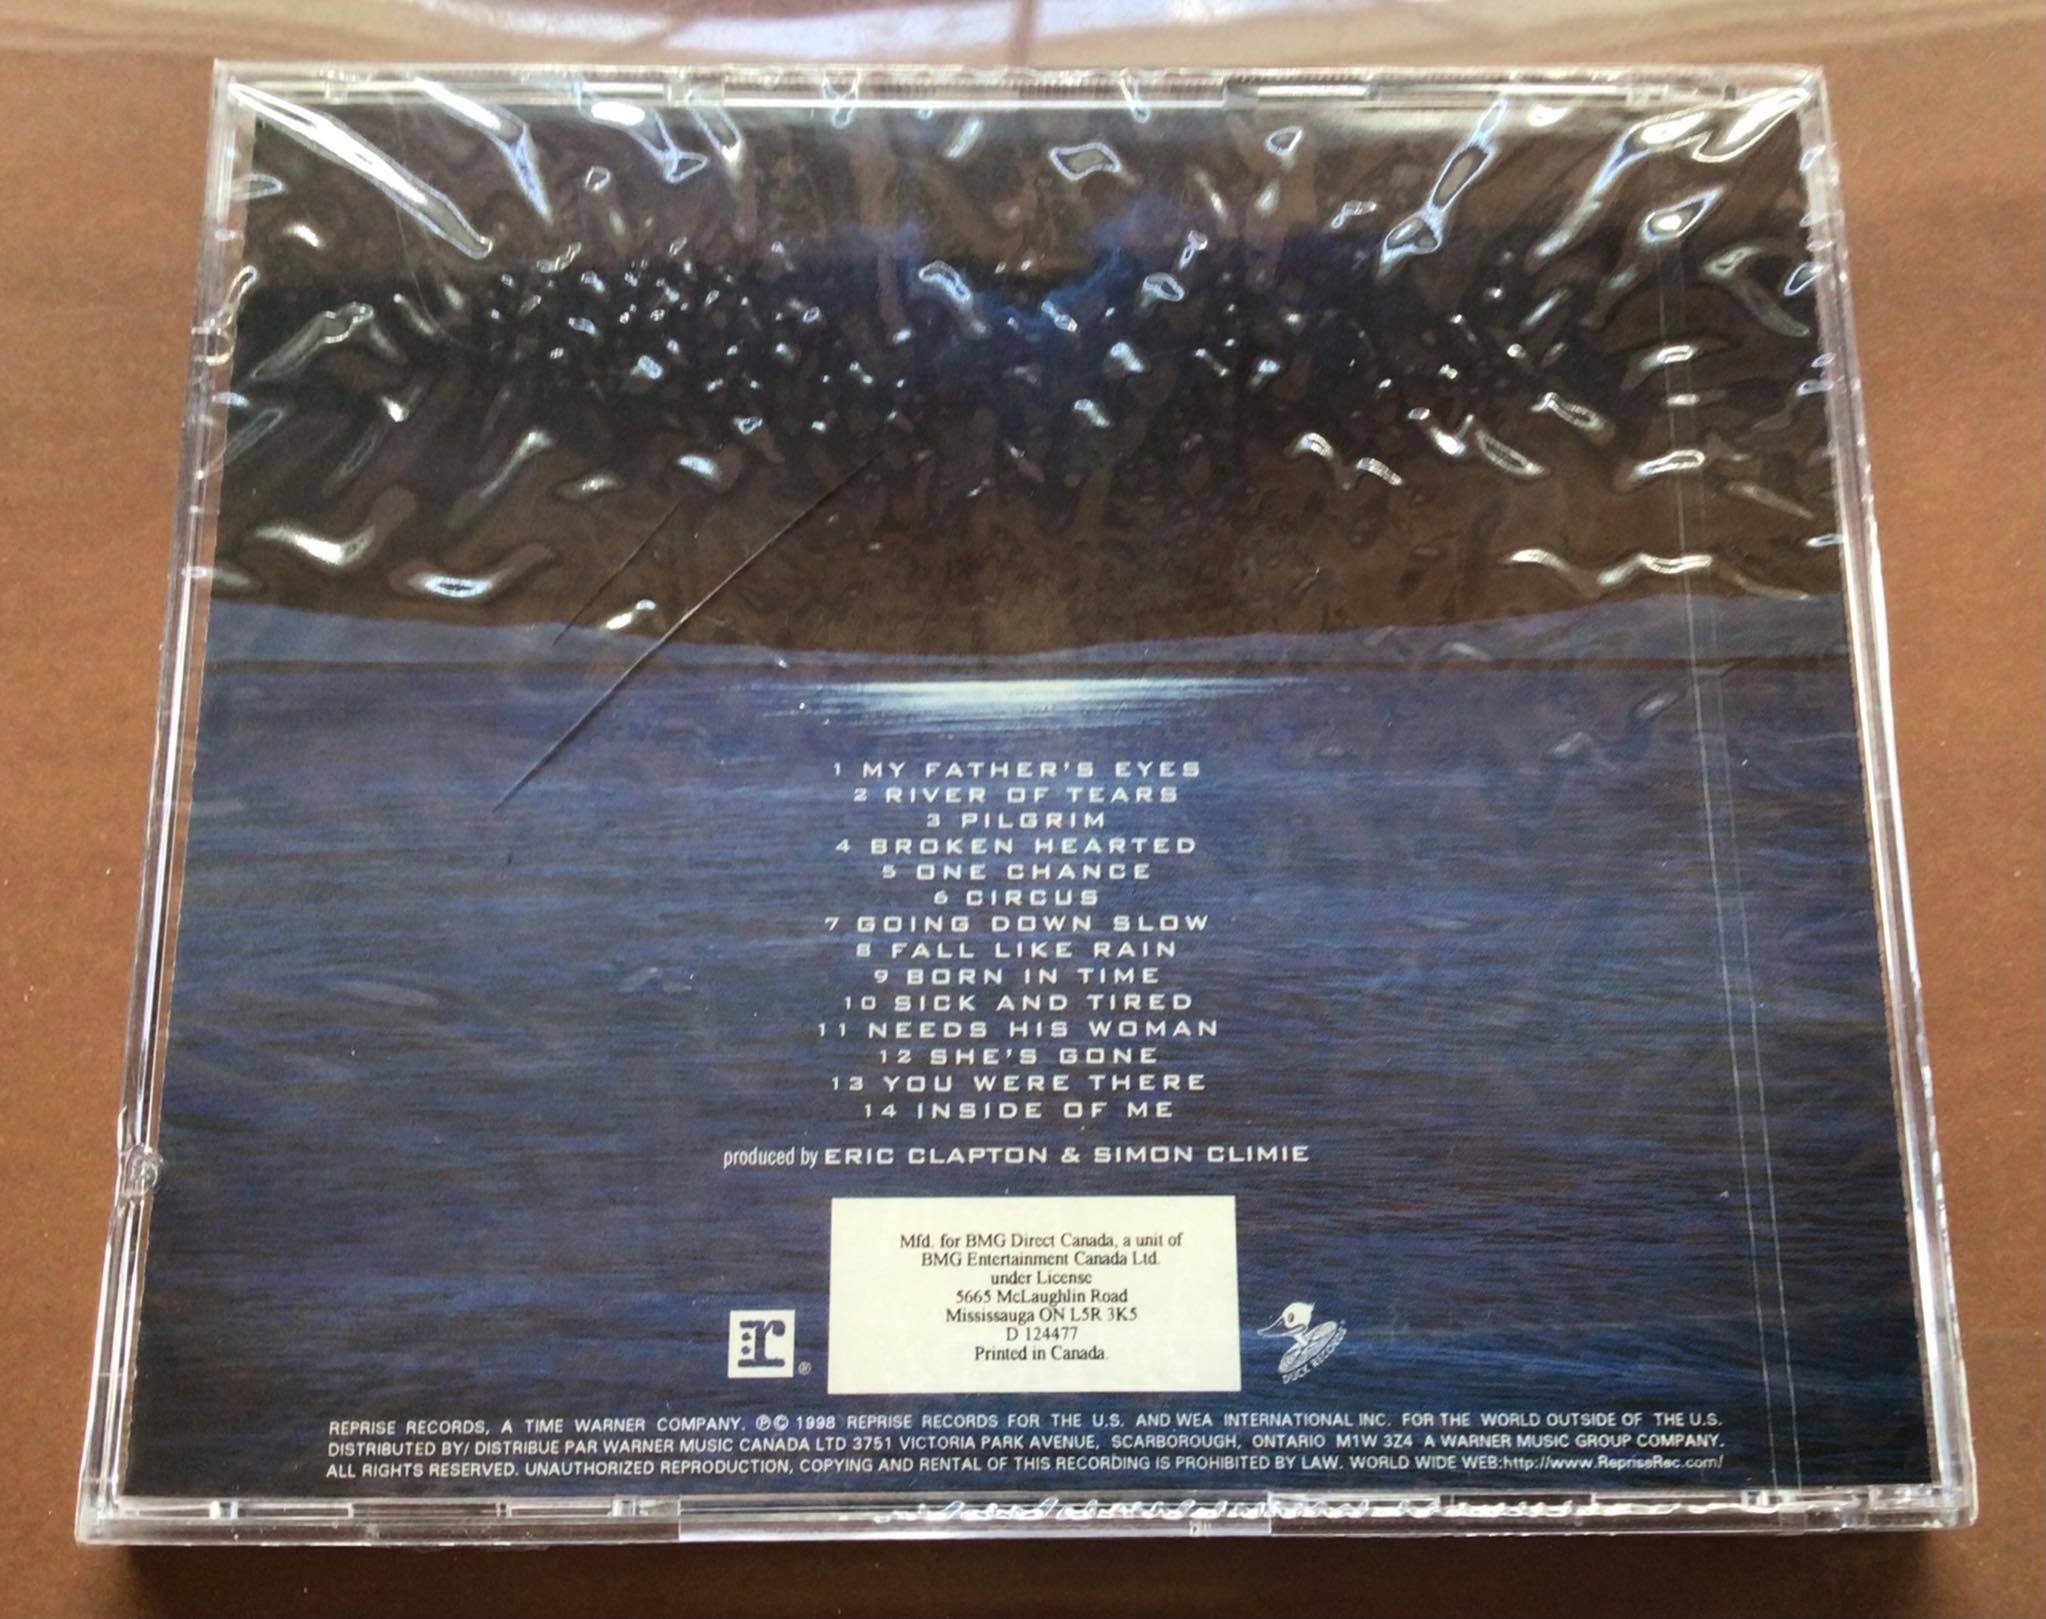 1 MY FATHER'S EYES
2 RIVER OF TEARS
3 PILGRIM
4 BROKEN HEARTED
5 ONE CHANCE
6 CIRCUS
7 GOING DOWN SLOW
8 FALL LIKE RAIN
9 BORN IN TIME
10 SICK AND TIRED
11 NEEDS HIS WOMAN
12 SHE'S GONE
13 YOU WERE THERE
14 INSIDE OF ME
produced by ERIC CLAPTON & SIMON CLIMIE
Mfd. for BMG Direct Canada, a unit of
BMG Entertainment Canada Ltd.
under License
5665 McLaughlin Road
Mississauga ON L5R 3K5
D 124477
Printed in Canada.
:r ®
DUCK RECORDS
REPRISE RECORDS, A TIME WARNER COMPANY. ℗© 1998 REPRISE RECORDS FOR THE U.S. AND WEA INTERNATIONAL INC. FOR THE WORLD OUTSIDE OF THE U.S.
DISTRIBUTED BY/ DISTRIBUE PAR WARNER MUSIC CANADA LTD 3751 VICTORIA PARK AVENUE, SCARBOROUGH, ONTARIO M1W 3Z4 A WARNER MUSIC GROUP COMPANY.
ALL RIGHTS RESERVED. UNAUTHORIZED REPRODUCTION, COPYING AND RENTAL OF THIS RECORDING IS PROHIBITED BY LAW. WORLD WIDE WEB:http://www.RepriseRec.com/